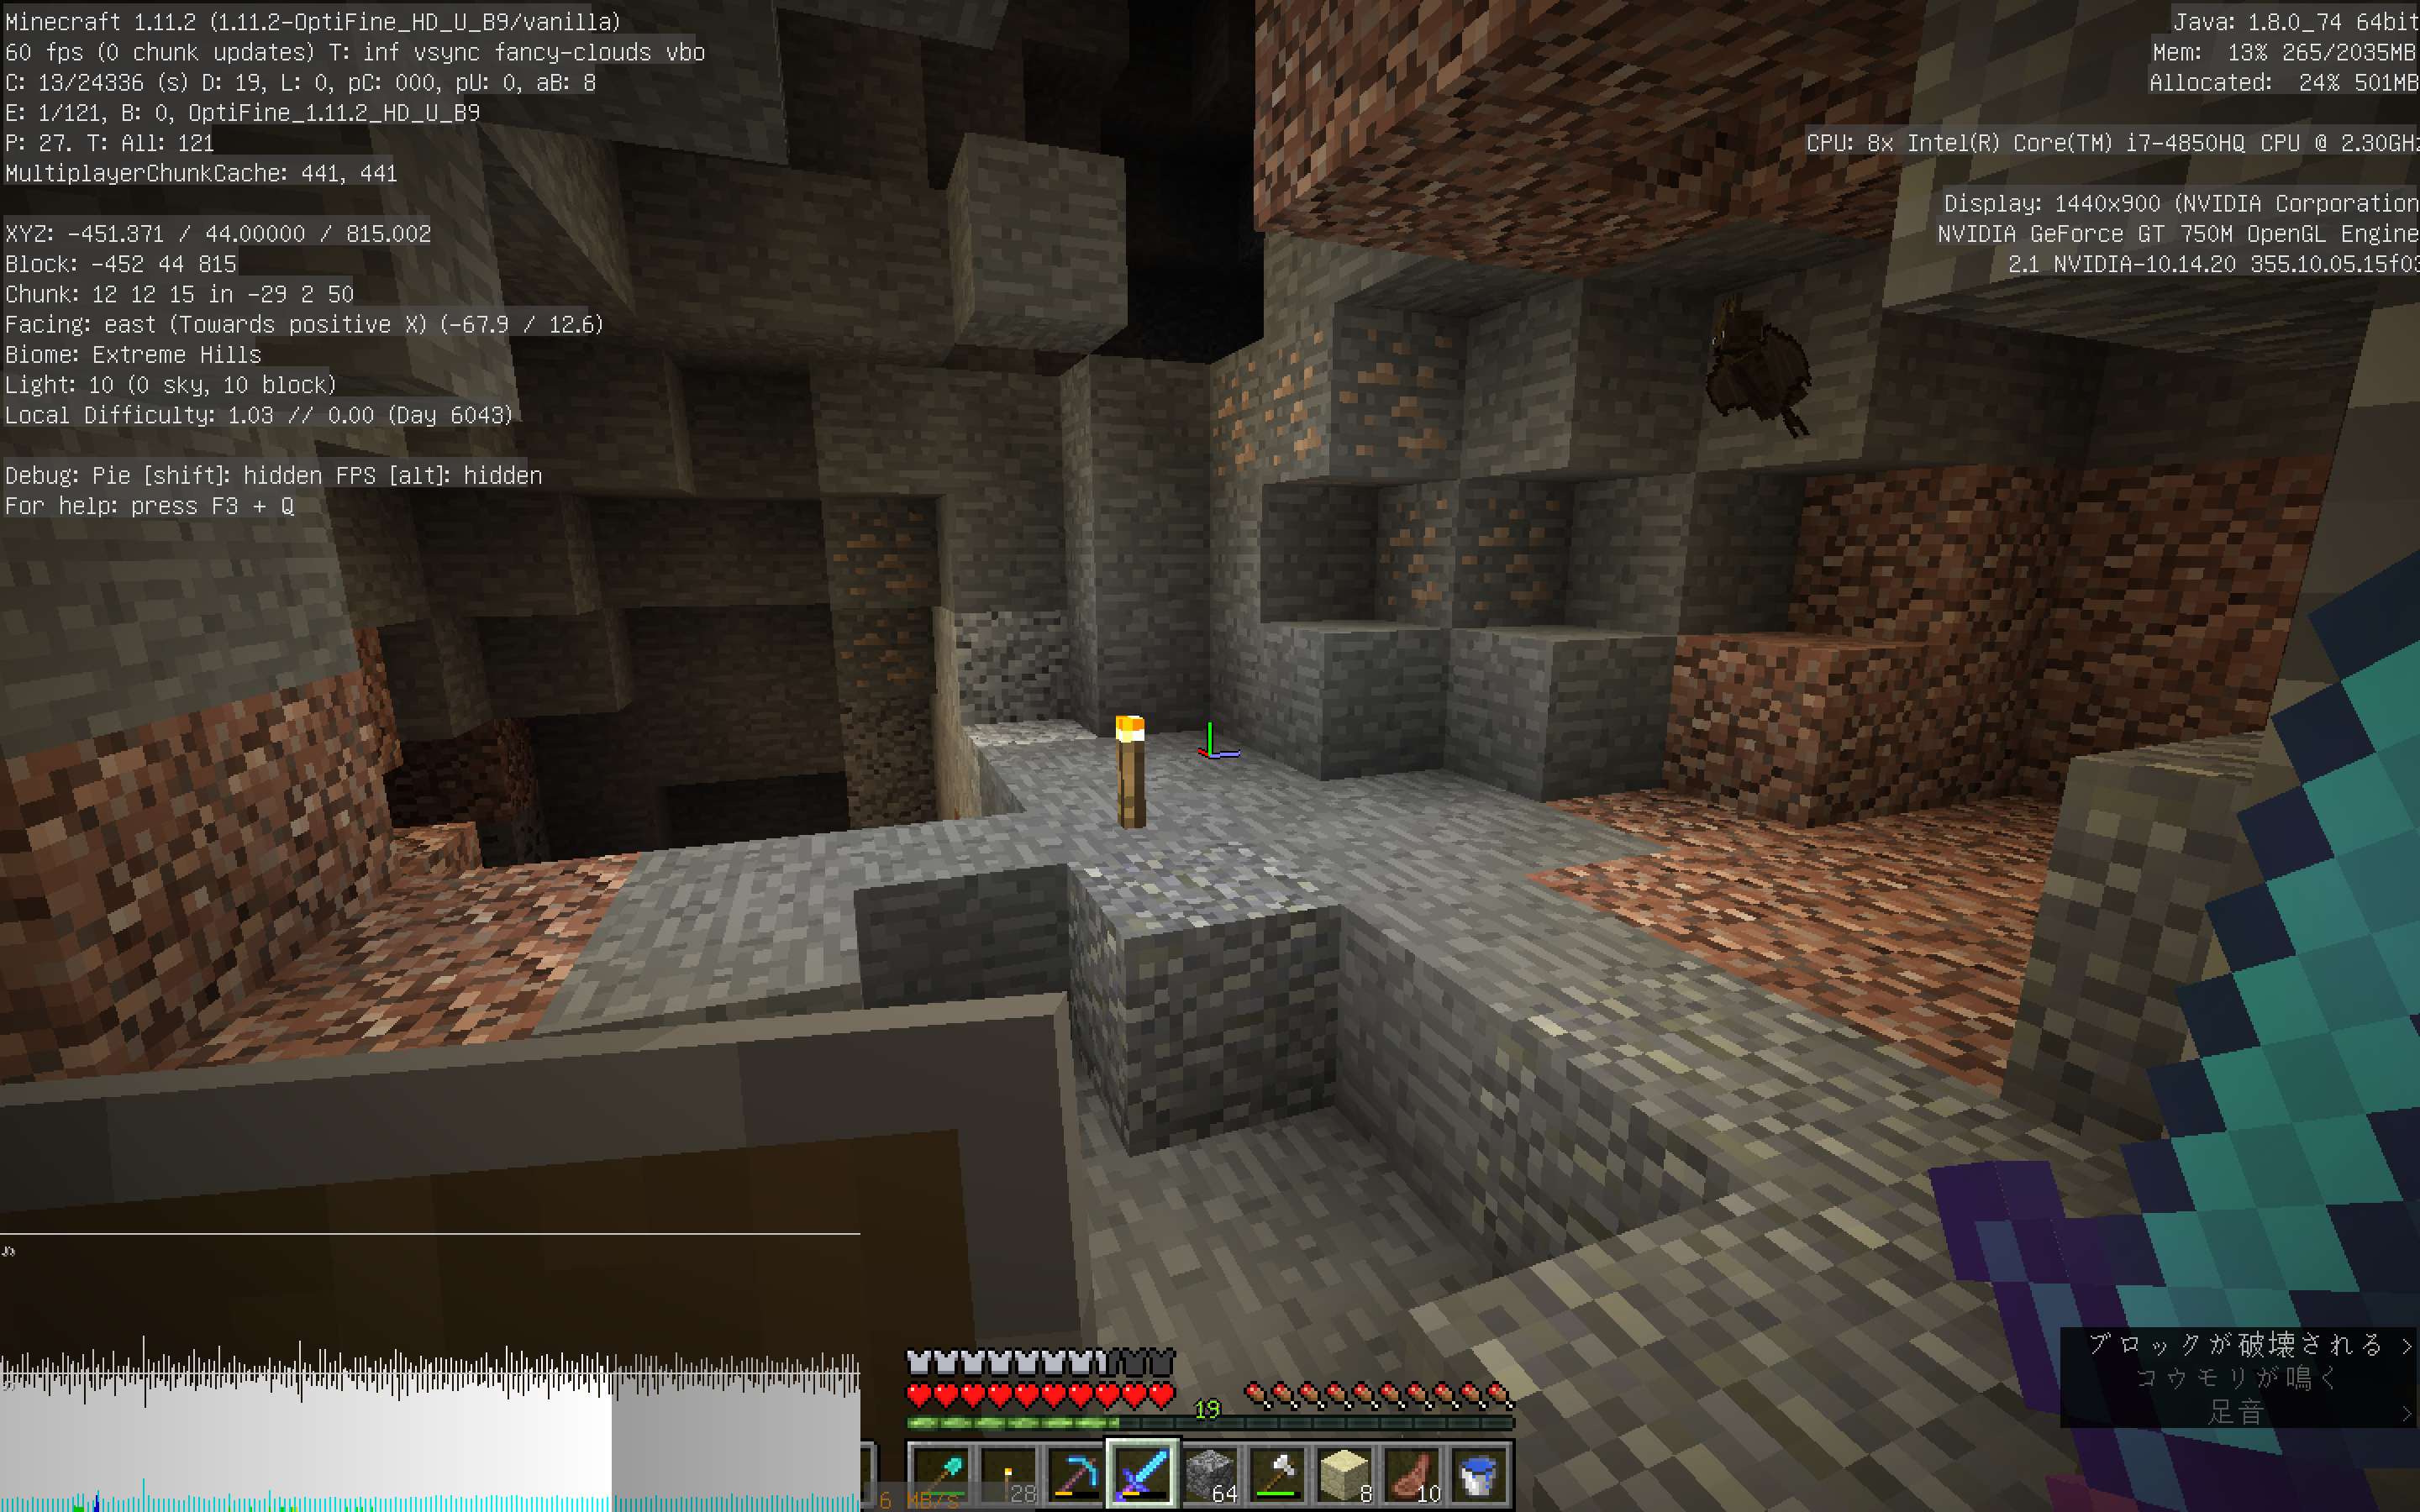 Minecraft 1.11.2 (1.11.2-OptiFine_HD_U_B9/vanilla)
60 fps (0 chunk updates) T: inf vsync fancy-clouds vbo
C: 13/24336 (s) D: 19, L: 0, pC: 000, pU: 0, aB: 8
E: 1/121, B: 0, OptiFine_1.11.2_HD_U_B9
P: 27. T: All: 121
MultiplayerChunkCache: 441, 441
XYZ: -451.371 / 44.00000 / 815.002
Block: -452 44 815
Chunk: 12 12 15 in -29 2 50
Facing: east (Towards positive X) (-67.9 / 12.6)
Biome: Extreme Hills
Light: 10 (0 sky, 10 block)
Local Difficulty: 1.03 // 0.00 (Day 6043)
Debug: Pie [shift]: hidden FPS [alt]: hidden
For help: press F3 + Q
Java: 1.8.0_74 64bit
Mem: 13% 265/2035MB
Allocated: 24% 501MB
CPU: 8x Intel(R) Core(TM) i7-4850HQ CPU @ 2.30GHz
Display: 1440x900 (NVIDIA Corporation
NVIDIA GeForce GT 750M OpenGL Engine
2.1 NVIDIA-10.14.20 355.10.05.15f03
ブロックが破壊される >
コウモリが鳴く
足音 >
19
28 64 8 10
6 MB/s